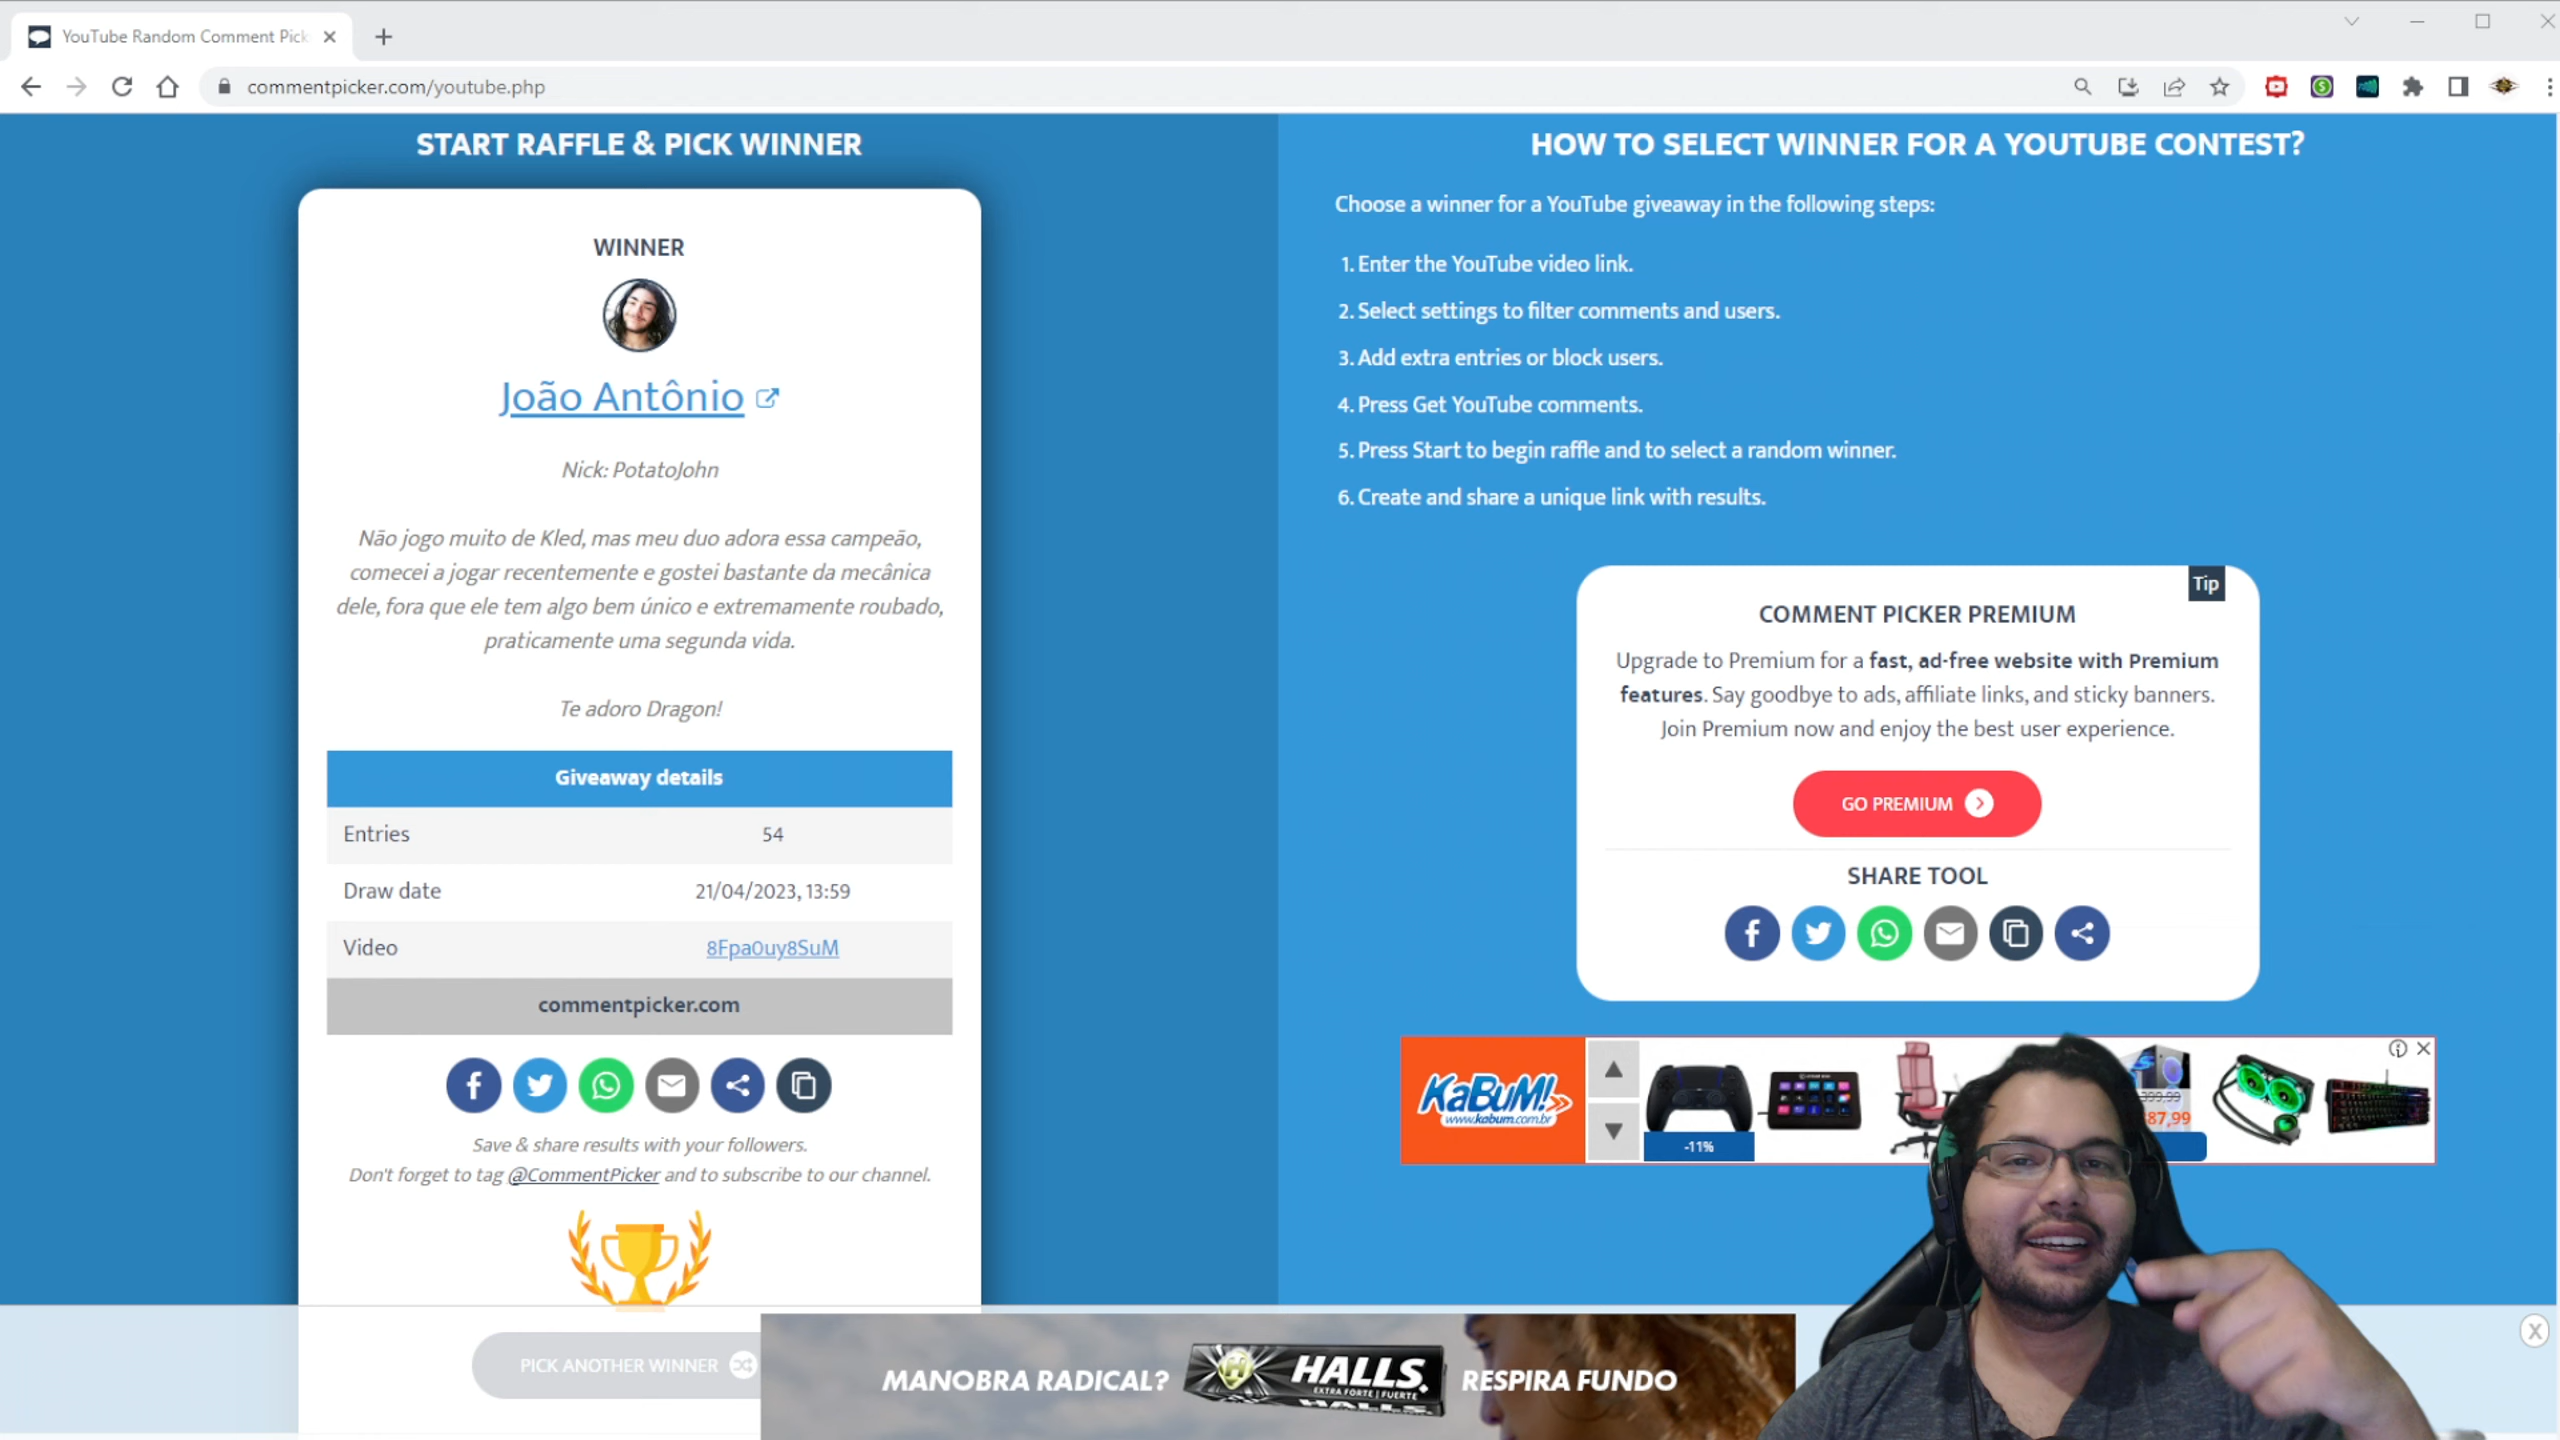 YouTube Random Comment Pick
commentpicker.com/youtube.php
START RAFFLE & PICK WINNER
WINNER
João Antônio
Nick: PotatoJohn
Não jogo muito de Kled, mas meu duo adora essa campeão,
comecei a jogar recentemente e gostei bastante da mecânica
dele, fora que ele tem algo bem único e extremamente roubado,
praticamente uma segunda vida.
Te adoro Dragon!
Giveaway details
Entries 54
Draw date 21/04/2023, 13:59
Video 8Fpa0uy8SuM
commentpicker.com
Save & share results with your followers.
Don't forget to tag @CommentPicker and to subscribe to our channel.
PICK ANOTHER WINNER
HOW TO SELECT WINNER FOR A YOUTUBE CONTEST?
Choose a winner for a YouTube giveaway in the following steps:
1. Enter the YouTube video link.
2. Select settings to filter comments and users.
3. Add extra entries or block users.
4. Press Get YouTube comments.
5. Press Start to begin raffle and to select a random winner.
6. Create and share a unique link with results.
Tip
COMMENT PICKER PREMIUM
Upgrade to Premium for a fast, ad-free website with Premium
features. Say goodbye to ads, affiliate links, and sticky banners.
Join Premium now and enjoy the best user experience.
GO PREMIUM
SHARE TOOL
KaBuM!
www.kabum.com.br
-11%
399,99
87,99
MANOBRA RADICAL?
HALLS.
EXTRA FORTE | FUERTE
HALLS.
RESPIRA FUNDO
X